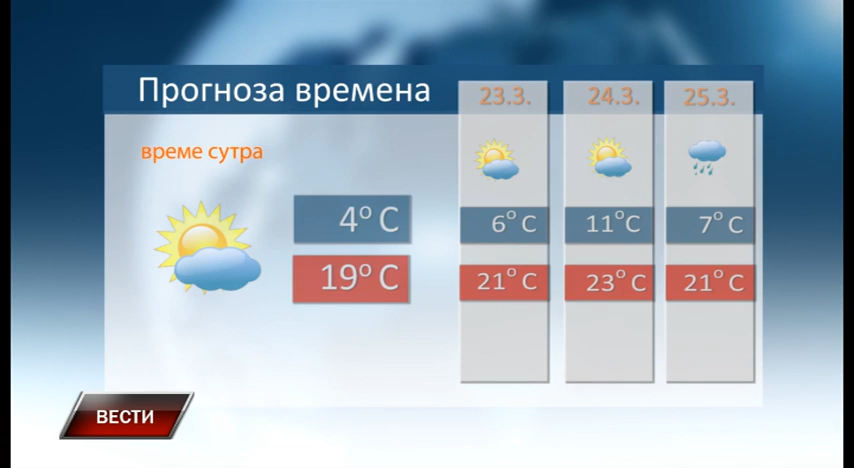 Прогноза времена
време сутра
4° C
19° C
23.3.
6° C
21° C
24.3.
11°C
23° C
25.3.
7° C
21° C
ВЕСТИ